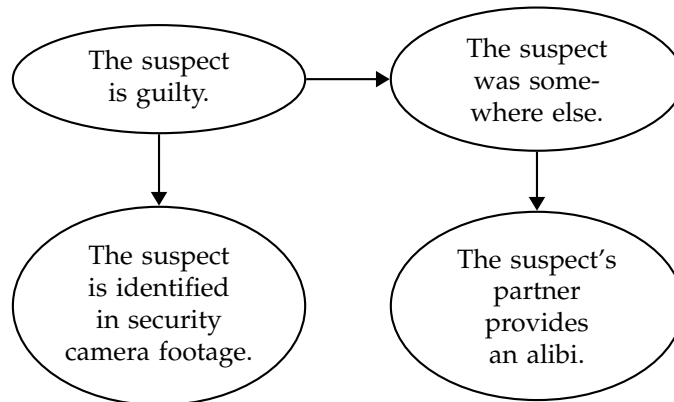 The suspect
is guilty.
The suspect
was some-
where else.
The suspect
is identified
in security
camera footage.
The suspect's
partner
provides
an alibi.